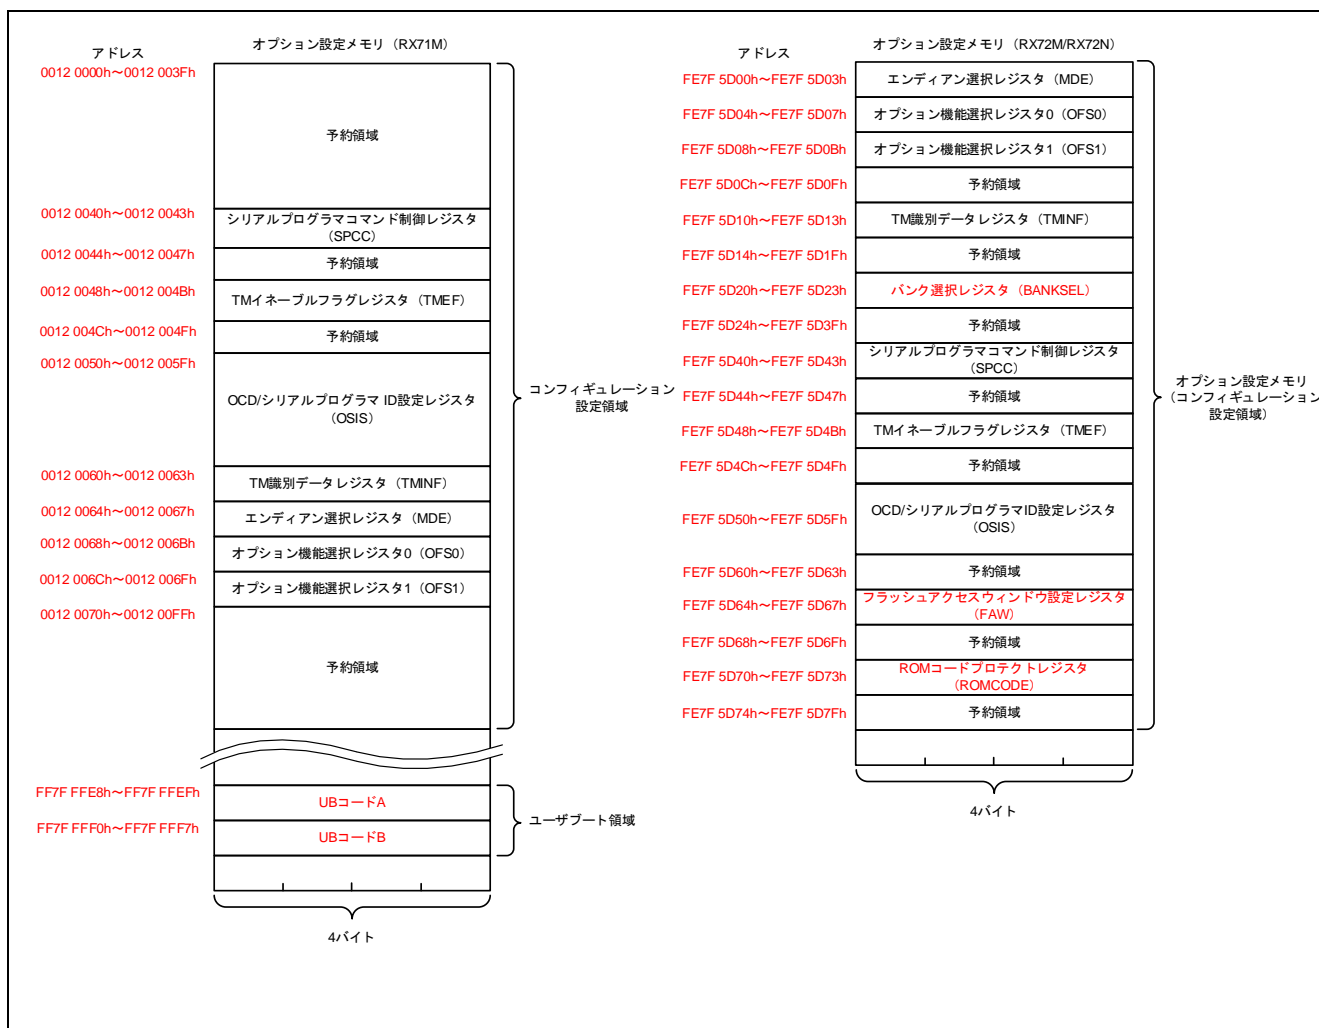 オプション設定メモリ（RX71M）
アドレス
0012 0000h～0012 003Fh
予約領域
0012 0040h～0012 0043h
シリアルプログラマコマンド制御レジスタ
（SPCC）
0012 0044h～0012 0047h
予約領域
0012 0048h～0012 004Bh
TMイネーブルフラグレジスタ（TMEF）
0012 004Ch～0012 004Fh
予約領域
0012 0050h～0012 005Fh
OCD/シリアルプログラマ ID設定レジスタ
（OSIS）
0012 0060h～0012 0063h
TM識別データレジスタ（TMINF）
0012 0064h～0012 0067h
エンディアン選択レジスタ（MDE）
0012 0068h～0012 006Bh
オプション機能選択レジスタ0（OFS0）
0012 006Ch～0012 006Fh
オプション機能選択レジスタ1（OFS1）
0012 0070h～0012 00FFh
予約領域
コンフィギュレーション
設定領域
FF7F FFE8h～FF7F FFEFh
UBコードA
FF7F FFF0h～FF7F FFF7h
UBコードB
ユーザブート領域
4バイト
オプション設定メモリ（RX72M/RX72N）
アドレス
FE7F 5D00h～FE7F 5D03h
エンディアン選択レジスタ（MDE）
FE7F 5D04h～FE7F 5D07h
オプション機能選択レジスタ0（OFS0）
FE7F 5D08h～FE7F 5D0Bh
オプション機能選択レジスタ1（OFS1）
FE7F 5D0Ch～FE7F 5D0Fh
予約領域
FE7F 5D10h～FE7F 5D13h
TM識別データレジスタ（TMINF）
FE7F 5D14h～FE7F 5D1Fh
予約領域
FE7F 5D20h～FE7F 5D23h
バンク選択レジスタ（BANKSEL）
FE7F 5D24h～FE7F 5D3Fh
予約領域
FE7F 5D40h～FE7F 5D43h
シリアルプログラマコマンド制御レジスタ
（SPCC）
FE7F 5D44h～FE7F 5D47h
予約領域
FE7F 5D48h～FE7F 5D4Bh
TMイネーブルフラグレジスタ（TMEF）
FE7F 5D4Ch～FE7F 5D4Fh
予約領域
FE7F 5D50h～FE7F 5D5Fh
OCD/シリアルプログラマID設定レジスタ
（OSIS）
FE7F 5D60h～FE7F 5D63h
予約領域
FE7F 5D64h～FE7F 5D67h
フラッシュアクセスウィンドウ設定レジスタ
（FAW）
FE7F 5D68h～FE7F 5D6Fh
予約領域
FE7F 5D70h～FE7F 5D73h
ROMコードプロテクトレジスタ
（ROMCODE）
FE7F 5D74h～FE7F 5D7Fh
予約領域
オプション設定メモリ
（コンフィギュレーション
設定領域）
4バイト